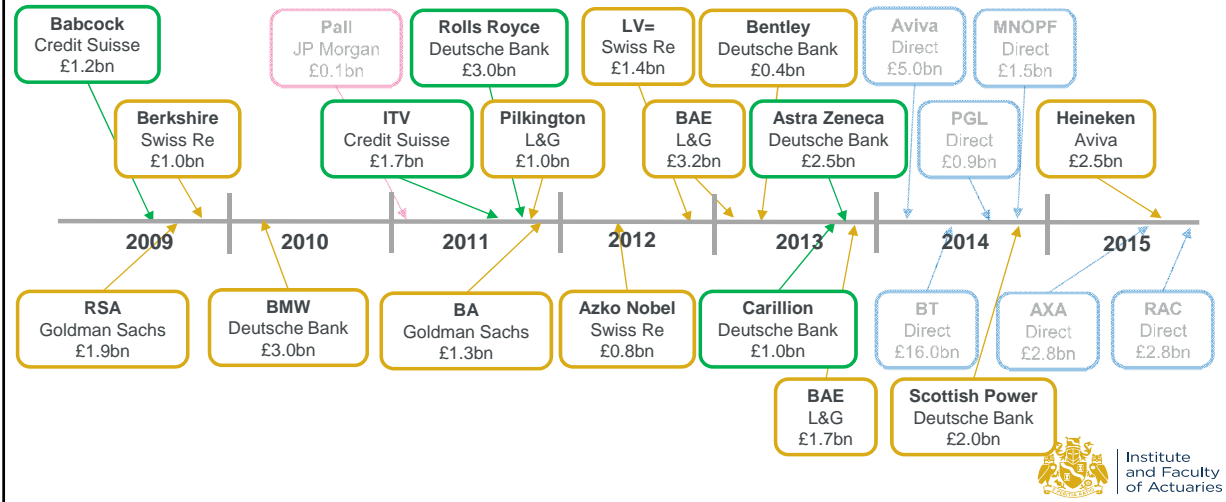 Babcock
Credit Suisse
£1.2bn
Pall
JP Morgan
£0.1bn
Rolls Royce
Deutsche Bank
£3.0bn
LV=
Swiss Re
£1.4bn
Bentley
Deutsche Bank
£0.4bn
Aviva
Direct
£5.0bn
MNOPF
Direct
£1.5bn
Berkshire
Swiss Re
£1.0bn
ITV
Credit Suisse
£1.7bn
Pilkington
L&G
£1.0bn
BAE
L&G
£3.2bn
Astra Zeneca
Deutsche Bank
£2.5bn
PGL
Direct
£0.9bn
Heineken
Aviva
£2.5bn
2009
2010
2011
2012
2013
2014
2015
RSA
Goldman Sachs
£1.9bn
BMW
Deutsche Bank
£3.0bn
BA
Goldman Sachs
£1.3bn
Azko Nobel
Swiss Re
£0.8bn
Carillion
Deutsche Bank
£1.0bn
BT
Direct
£16.0bn
AXA
Direct
£2.8bn
RAC
Direct
£2.8bn
BAE
L&G
£1.7bn
Scottish Power
Deutsche Bank
£2.0bn
Institute
and Faculty
of Actuaries